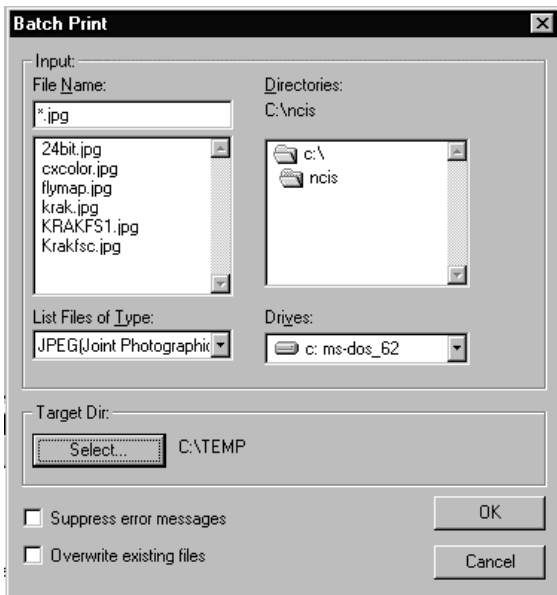 Batch Print
Input:
File Name:
*.jpg
24bit.jpg
cxcolor.jpg
flymap.jpg
krak.jpg
KRAKFS1.jpg
Krakfsc.jpg
List Files of Type:
JPEG(Joint Photographic
Directories:
C:\ncis
c:\
ncis
Drives:
c: ms-dos_62
Target Dir:
Select...
C:\TEMP
Suppress error messages
Overwrite existing files
OK
Cancel